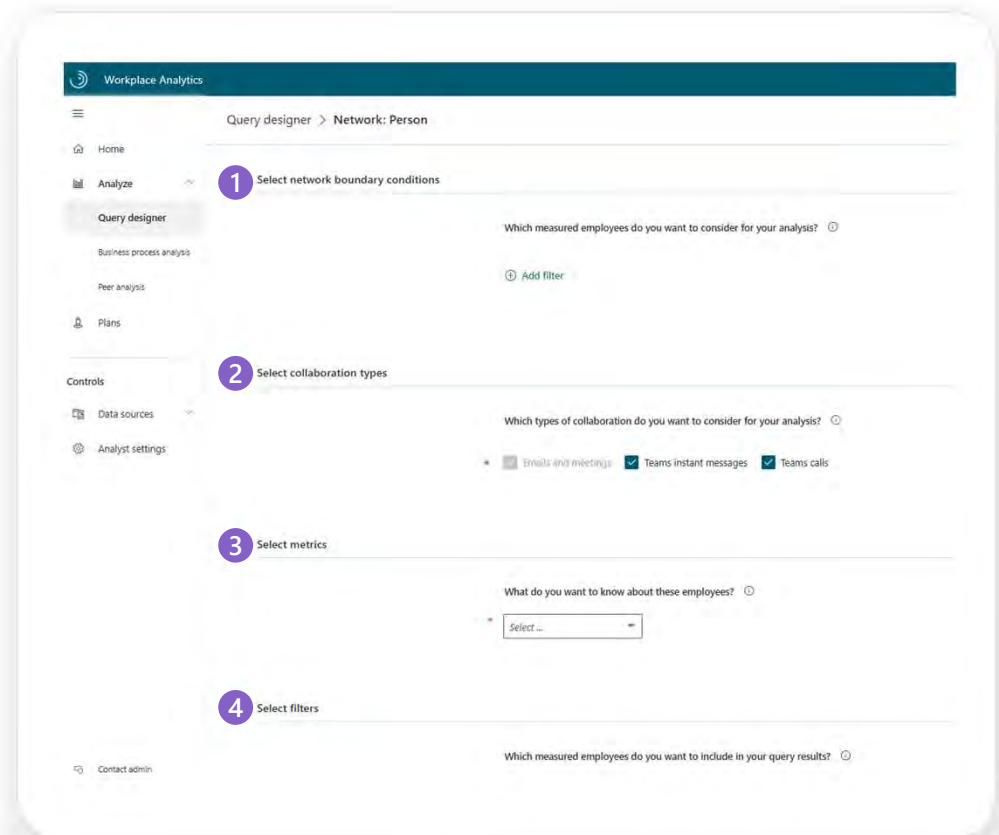 Workplace Analytics
Query designer > Network: Person
Home
Analyze
Query designer
Business process analysis
Peer analysis
Plans
Controls
Data sources
Analyst settings
Contact admin
1 Select network boundary conditions
Which measured employees do you want to consider for your analysis?
Add filter
2 Select collaboration types
Which types of collaboration do you want to consider for your analysis?
* Emails and meetings Teams instant messages Teams calls
3 Select metrics
What do you want to know about these employees?
* Select ...
4 Select filters
Which measured employees do you want to include in your query results?